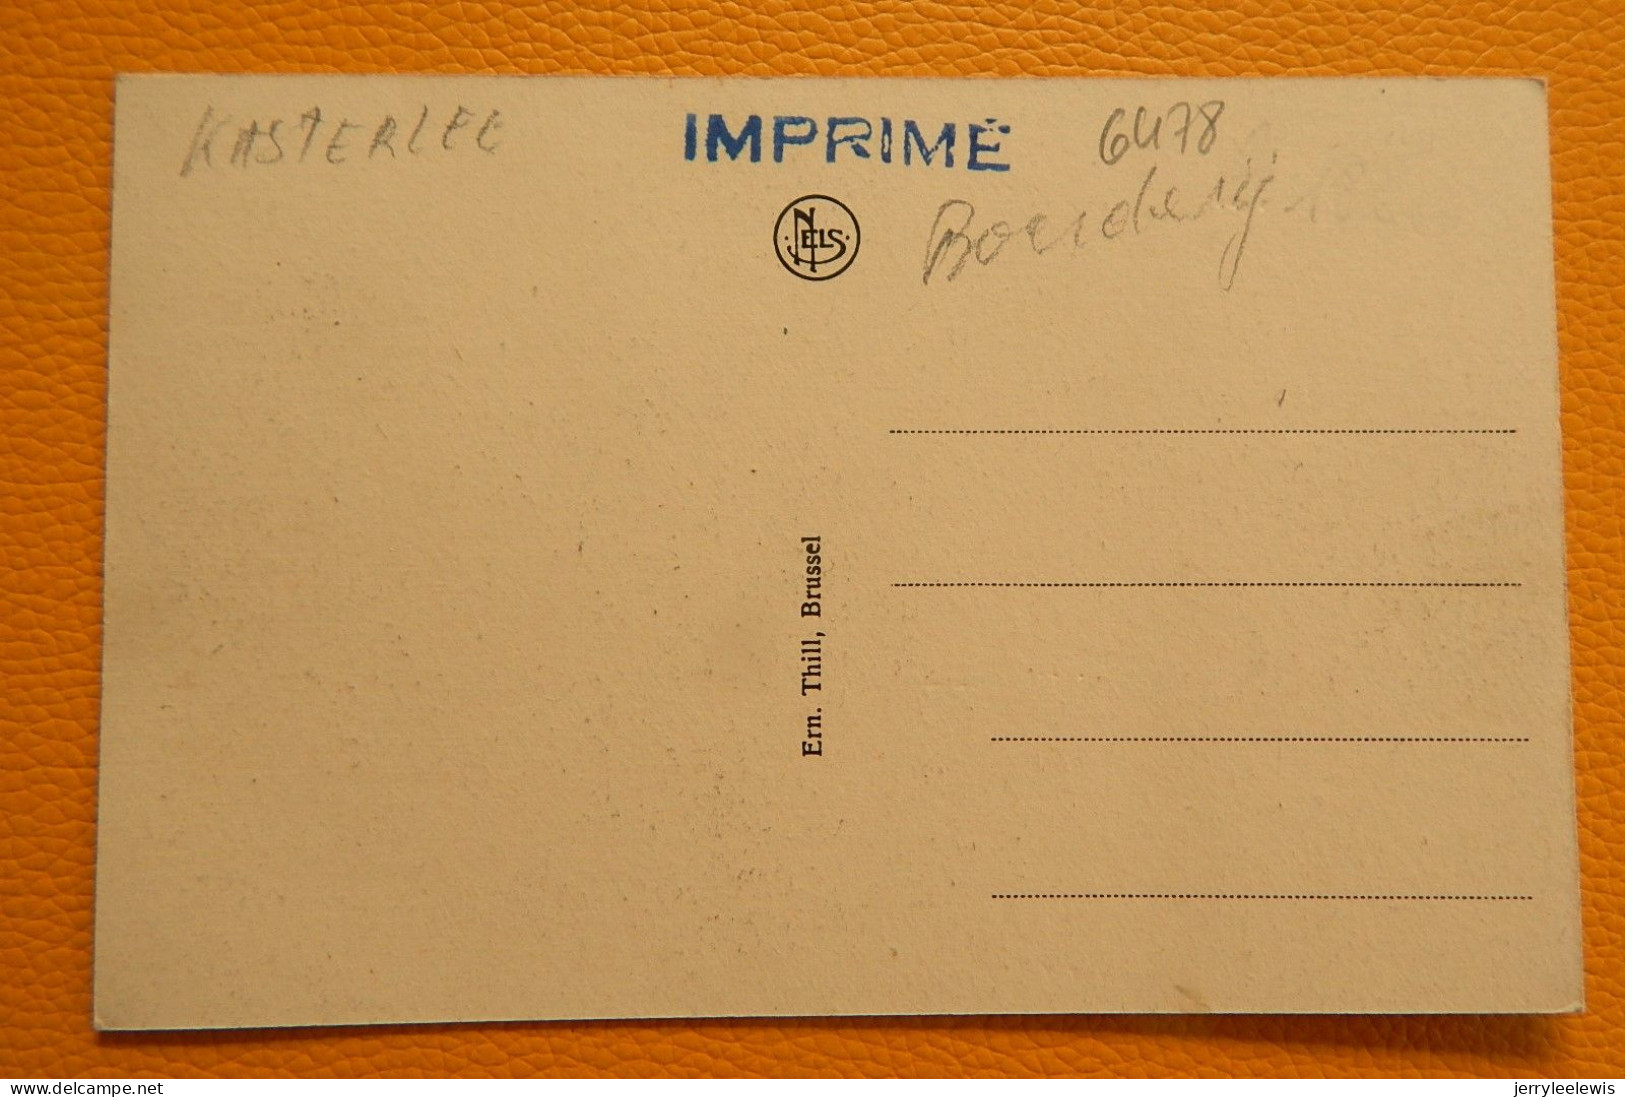 KASTERLEE
IMPRIMÉ
6478
Boerderij
NELS
Ern. Thill, Brussel
www.delcampe.net
jerryleelewis